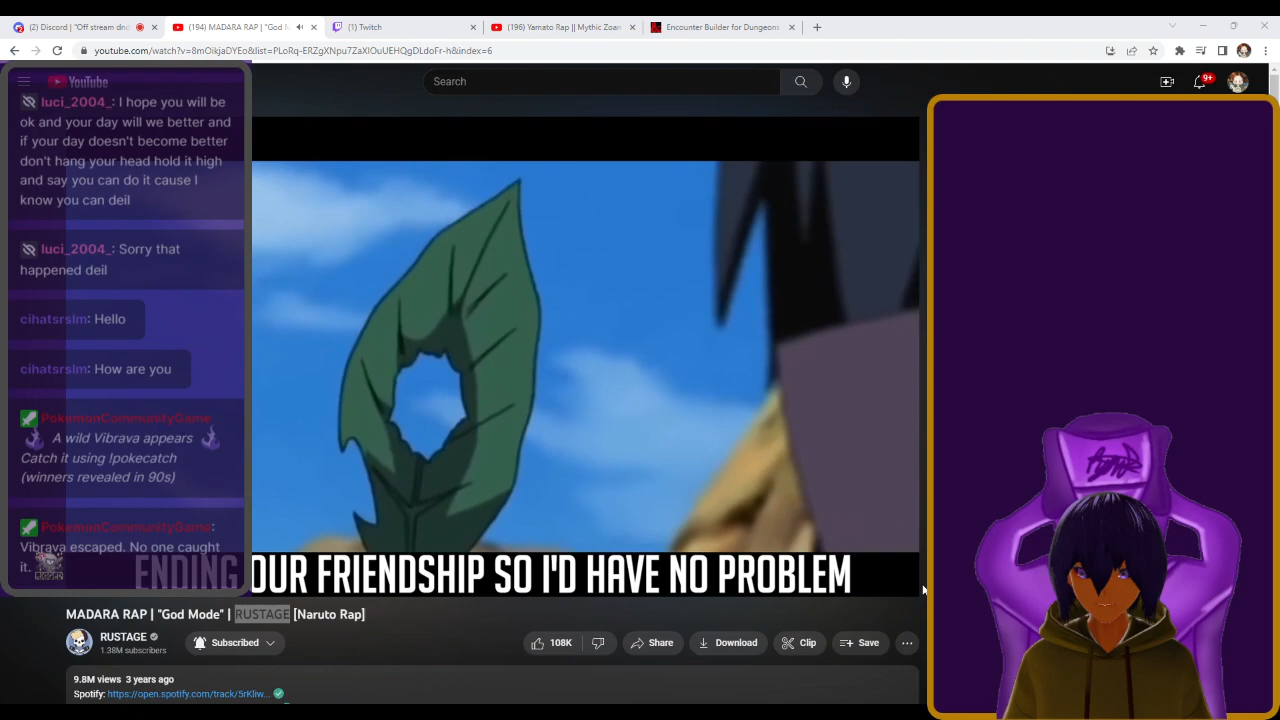 (2) Discord | "Off stream dnd
(194) MADARA RAP | "God M
(1) Twitch
(196) Yamato Rap || Mythic Zoan
Encounter Builder for Dungeons
youtube.com/watch?v=8mOikjaDYEo&list=PLoRq-ERZgXNpu7ZaXIOuUEHQgDLdoFr-h&index=6
YouTube
Search
9+
luci_2004_: I hope you will be
ok and your day will we better and
if your day doesn't become better
don't hang your head hold it high
and say you can do it cause I
know you can deil
luci_2004_: Sorry that
happened deil
cihatsrslm: Hello
cihatsrslm: How are you
PokemonCommunityGame
A wild Vibrava appears
Catch it using !pokecatch
(winners revealed in 90s)
PokemonCommunityGame:
Vibrava escaped. No one caught
it.
ENDING OUR FRIENDSHIP SO I'D HAVE NO PROBLEM
MADARA RAP | "God Mode" | RUSTAGE [Naruto Rap]
RUSTAGE
1.38M subscribers
Subscribed
108K
Share
Download
Clip
Save
9.8M views 3 years ago
Spotify: https://open.spotify.com/track/5rKliw...